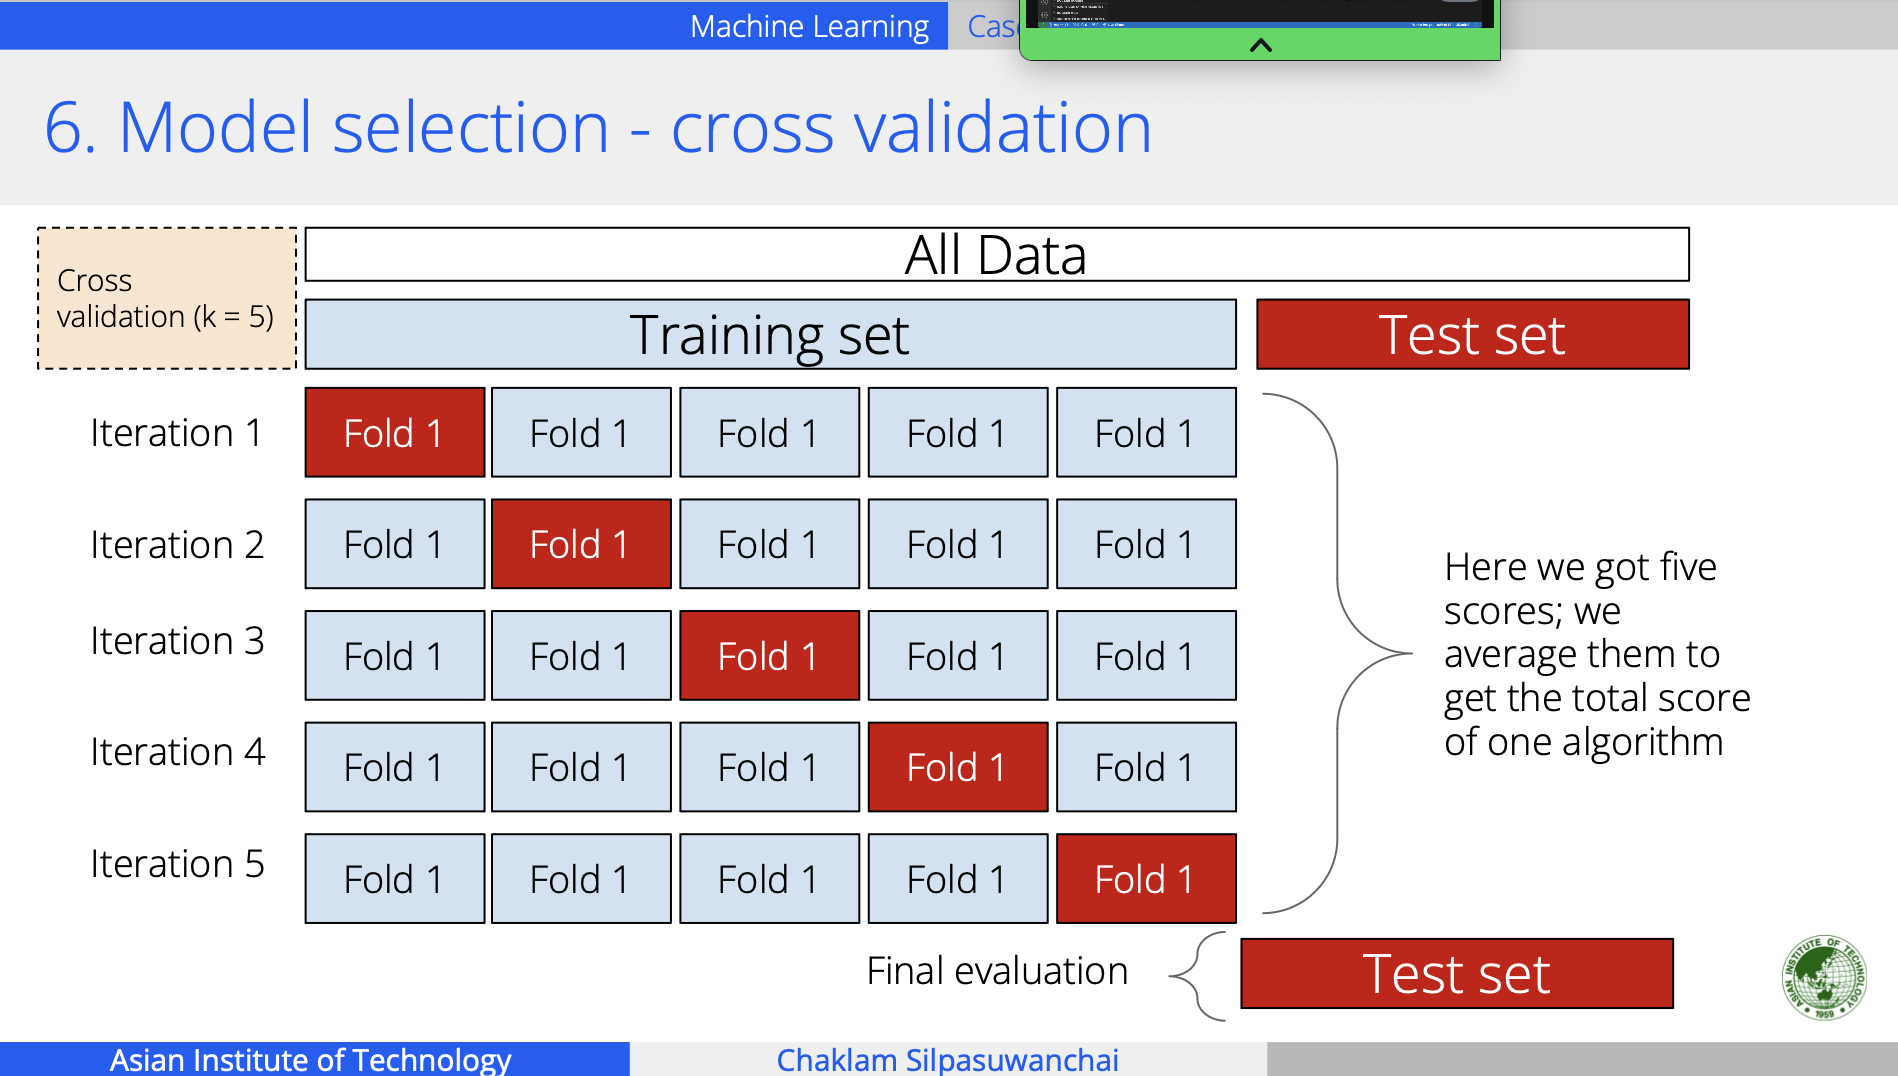 Machine Learning
Cas
6. Model selection - cross validation
Cross
validation (k = 5)
All Data
Training set
Test set
Iteration 1
Fold 1
Fold 1
Fold 1
Fold 1
Fold 1
Iteration 2
Fold 1
Fold 1
Fold 1
Fold 1
Fold 1
Iteration 3
Fold 1
Fold 1
Fold 1
Fold 1
Fold 1
Iteration 4
Fold 1
Fold 1
Fold 1
Fold 1
Fold 1
Iteration 5
Fold 1
Fold 1
Fold 1
Fold 1
Fold 1
Here we got five
scores; we
average them to
get the total score
of one algorithm
Final evaluation
Test set
ASIAN INSTITUTE OF TECHNOLOGY
1959
Asian Institute of Technology
Chaklam Silpasuwanchai